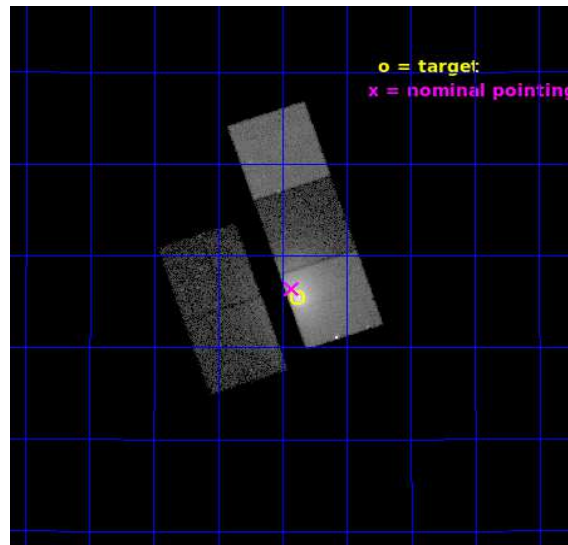 o = target
x = nominal pointing